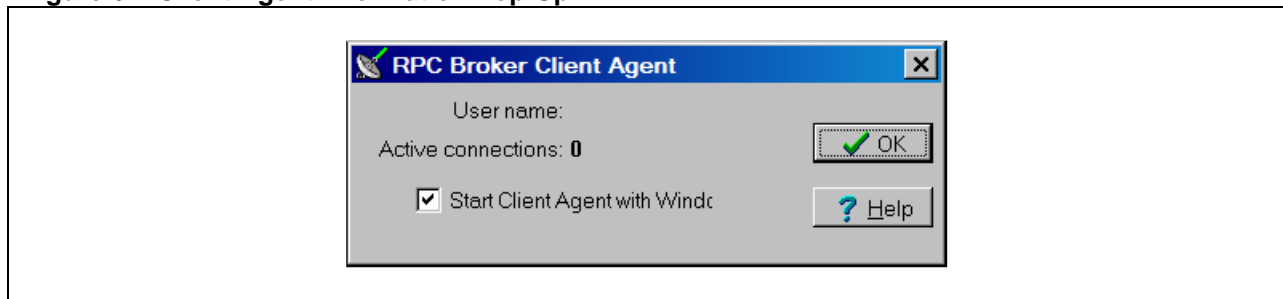 RPC Broker Client Agent
User name:
Active connections: 0
Start Client Agent with Windc
OK
? Help